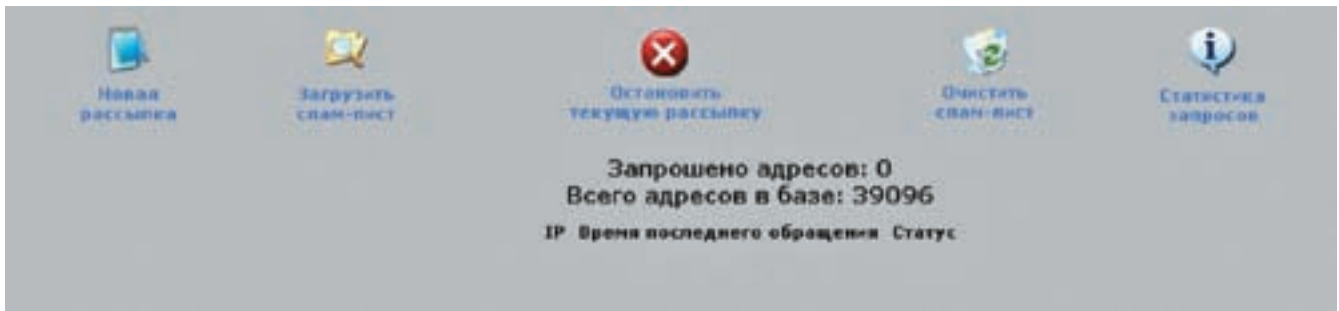 Новая
рассылка
Загрузить
спам-лист
Остановить
текущую рассылку
Очистить
спам-лист
Статистика
запросов
Запрошено адресов: 0
Всего адресов в базе: 39096
IP Время последнего обращения Статус